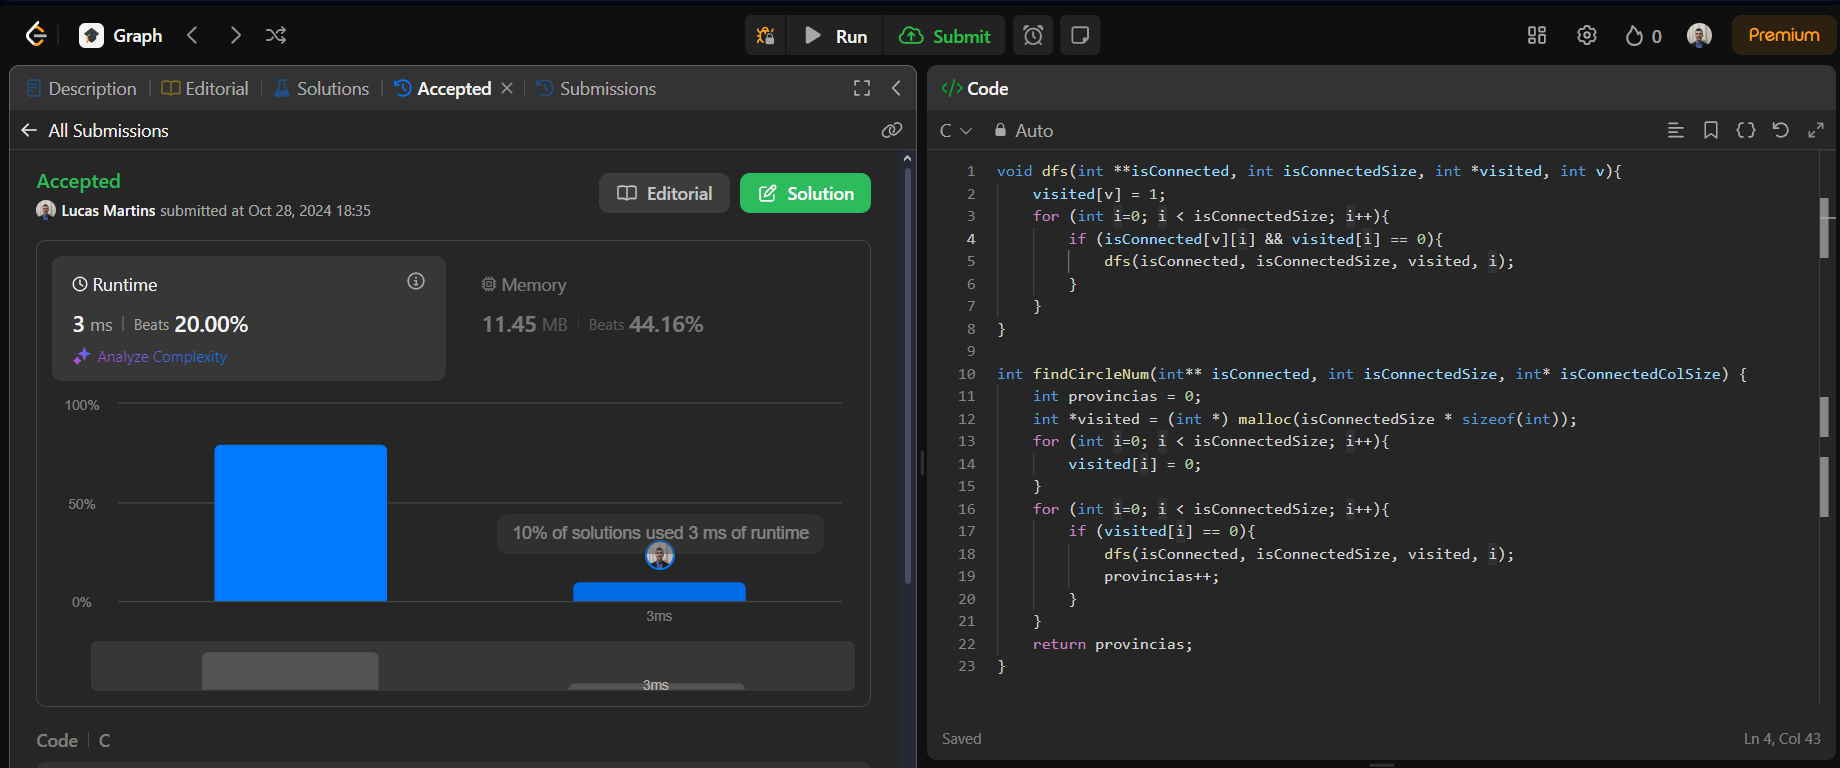 Graph
Run
Submit
0
Premium
Description
Editorial
Solutions
Accepted
Submissions
All Submissions
Accepted
Lucas Martins submitted at Oct 28, 2024 18:35
Editorial
Solution
Runtime
3 ms | Beats 20.00%
Analyze Complexity
Memory
11.45 MB | Beats 44.16%
100%
50%
0%
10% of solutions used 3 ms of runtime
3ms
3ms
Code | C
</> Code
C
Auto
1 void dfs(int **isConnected, int isConnectedSize, int *visited, int v){
2     visited[v] = 1;
3     for (int i=0; i < isConnectedSize; i++){
4         if (isConnected[v][i] && visited[i] == 0){
5             dfs(isConnected, isConnectedSize, visited, i);
6         }
7     }
8 }
9
10 int findCircleNum(int** isConnected, int isConnectedSize, int* isConnectedColSize) {
11     int provincias = 0;
12     int *visited = (int *) malloc(isConnectedSize * sizeof(int));
13     for (int i=0; i < isConnectedSize; i++){
14         visited[i] = 0;
15     }
16     for (int i=0; i < isConnectedSize; i++){
17         if (visited[i] == 0){
18             dfs(isConnected, isConnectedSize, visited, i);
19             provincias++;
20         }
21     }
22     return provincias;
23 }
Saved
Ln 4, Col 43